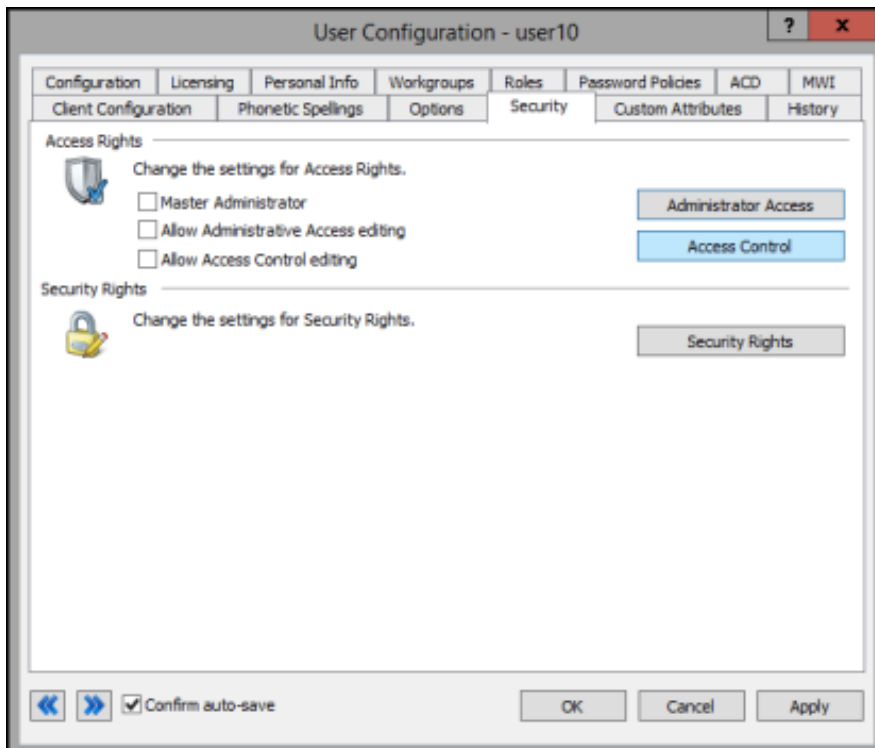 User Configuration - user10
? x
Configuration Licensing Personal Info Workgroups Roles Password Policies ACD MWI
Client Configuration Phonetic Spellings Options Security Custom Attributes History
Access Rights
Change the settings for Access Rights.
Master Administrator
Administrator Access
Allow Administrative Access editing
Access Control
Allow Access Control editing
Security Rights
Change the settings for Security Rights.
Security Rights
Confirm auto-save OK Cancel Apply